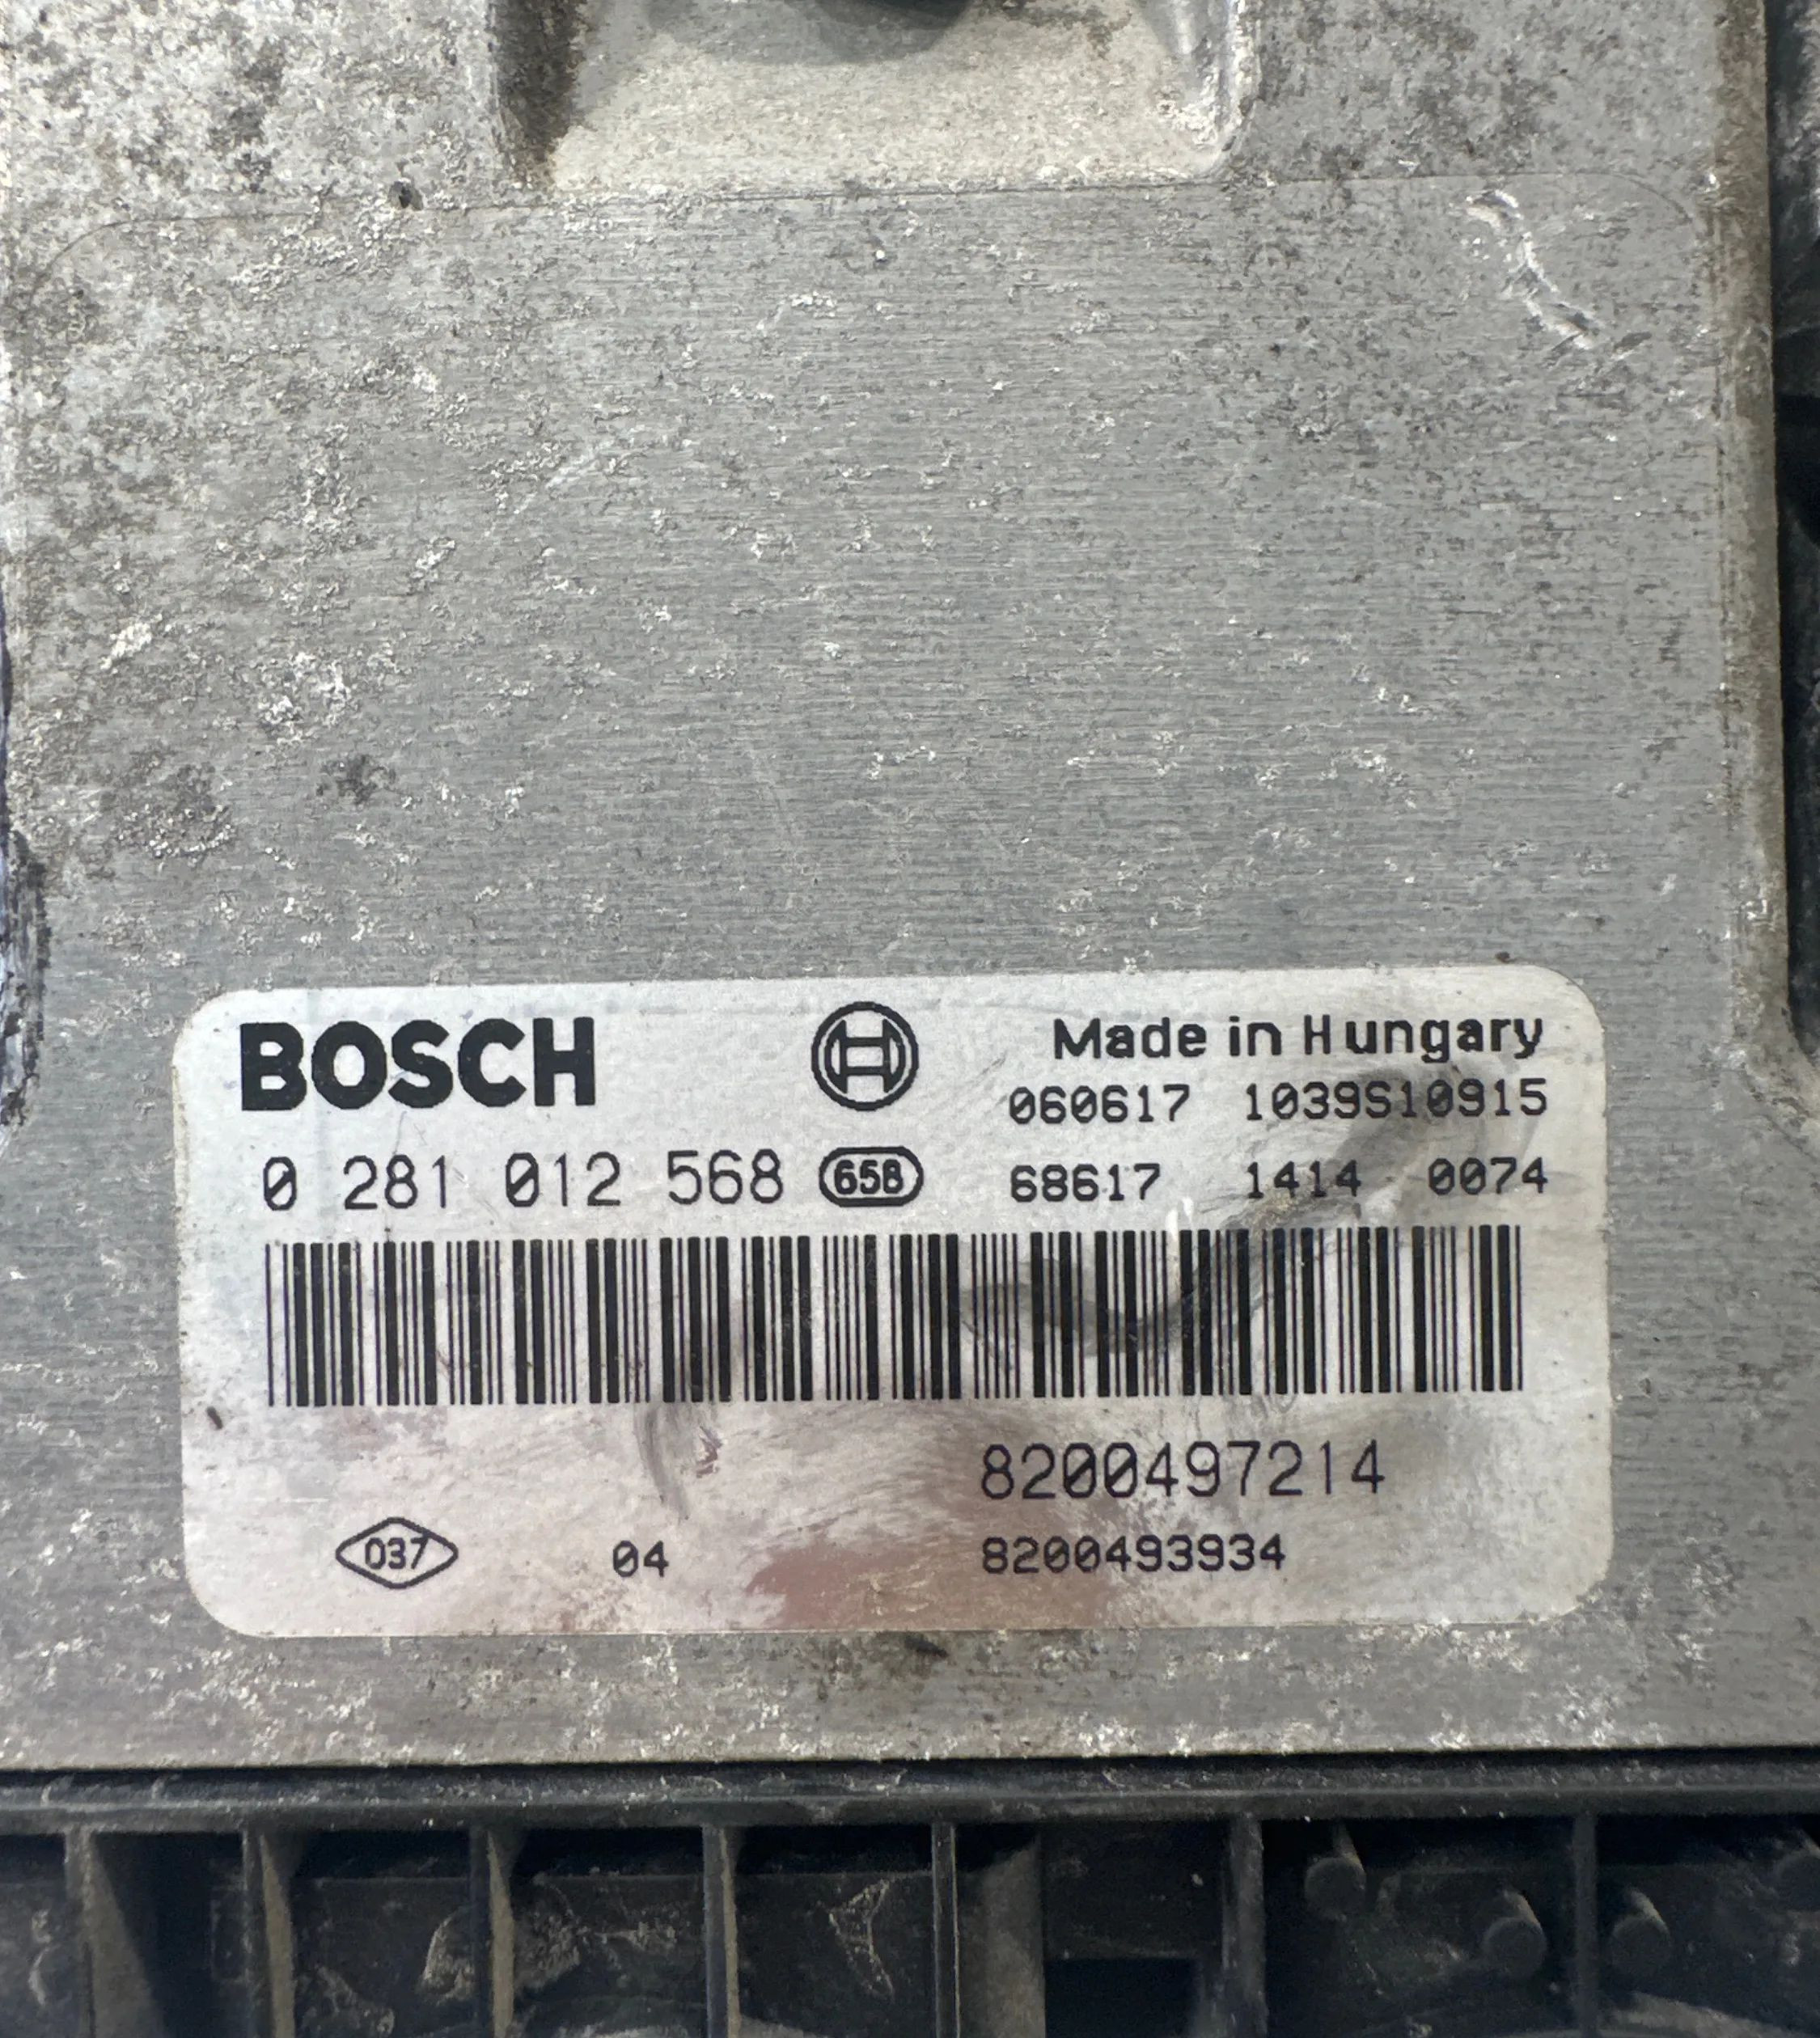 BOSCH
Made in Hungary
060617 1039S10915
0 281 012 568 658
68617 1414 0074
8200497214
037 04 8200493934